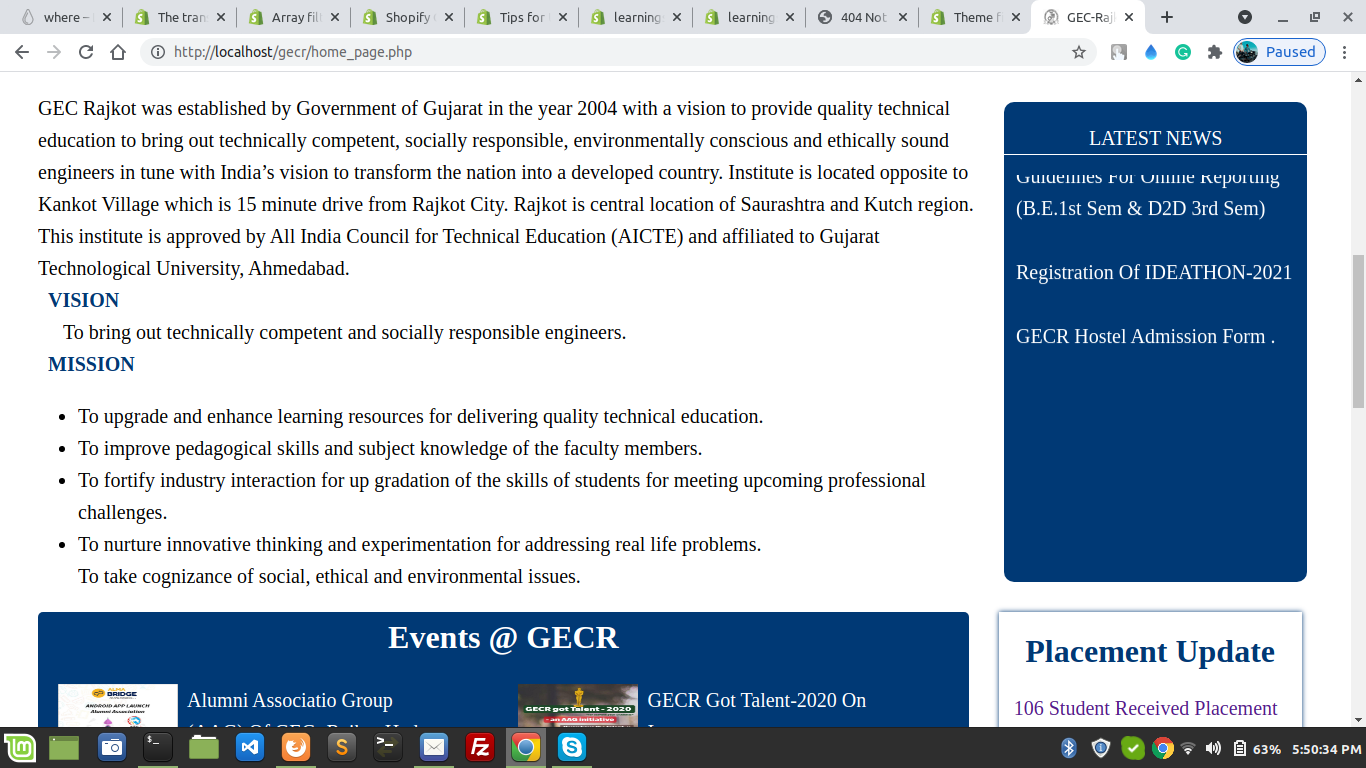 where –
The tran
Array fil
Shopify
Tips for
learning
learning
404 Not
Theme f
GEC-Raj
http://localhost/gecr/home_page.php
Paused
GEC Rajkot was established by Government of Gujarat in the year 2004 with a vision to provide quality technical
education to bring out technically competent, socially responsible, environmentally conscious and ethically sound
engineers in tune with India’s vision to transform the nation into a developed country. Institute is located opposite to
Kankot Village which is 15 minute drive from Rajkot City. Rajkot is central location of Saurashtra and Kutch region.
This institute is approved by All India Council for Technical Education (AICTE) and affiliated to Gujarat
Technological University, Ahmedabad.
VISION
To bring out technically competent and socially responsible engineers.
MISSION
• To upgrade and enhance learning resources for delivering quality technical education.
• To improve pedagogical skills and subject knowledge of the faculty members.
• To fortify industry interaction for up gradation of the skills of students for meeting upcoming professional
challenges.
• To nurture innovative thinking and experimentation for addressing real life problems.
To take cognizance of social, ethical and environmental issues.
LATEST NEWS
Guidelines For Online Reporting
(B.E.1st Sem & D2D 3rd Sem)
Registration Of IDEATHON-2021
GECR Hostel Admission Form .
Events @ GECR
ALMA
BRIDGE
ANDROID APP LAUNCH
Alumni Association
Alumni Associatio Group
GECR got Talent - 2020
- an AAG initiative
GECR Got Talent-2020 On
Placement Update
106 Student Received Placement
63%
5:50:34 PM